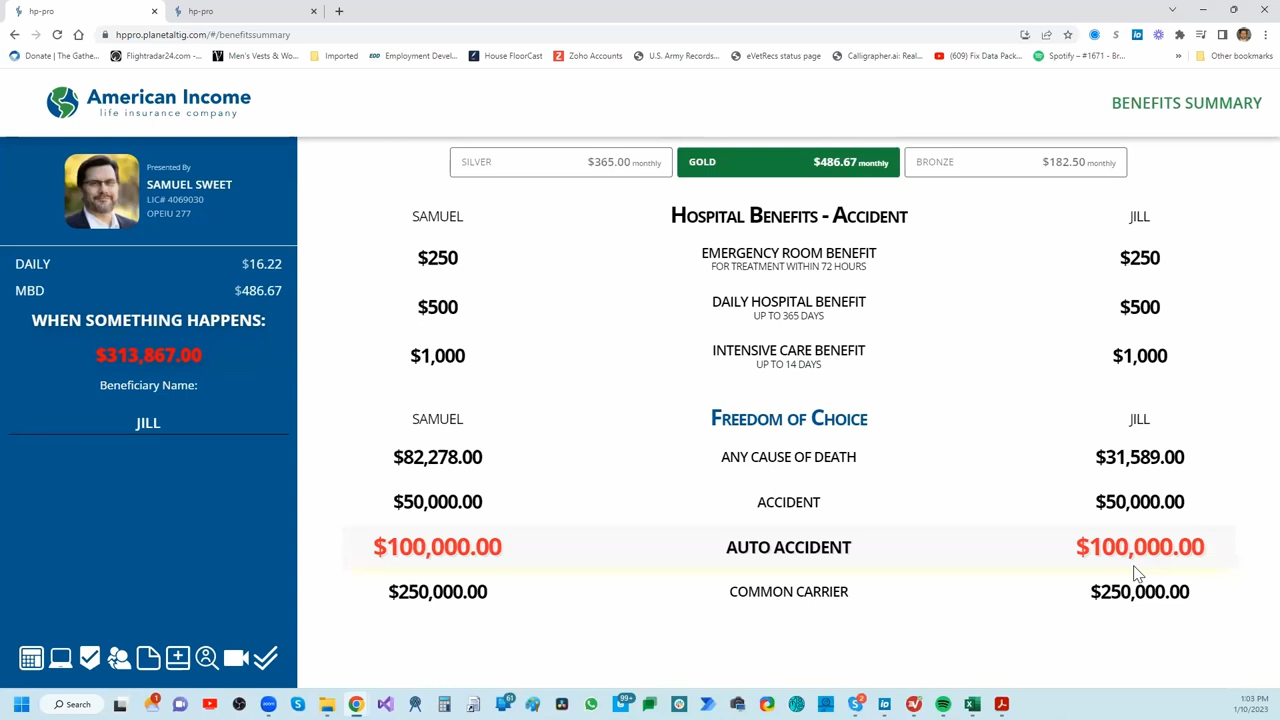 hp-pro
hp-pro
hppro.planetaltig.com/#/benefitssummary
Donate | The Gathe...
Flightradar24.com -...
Men's Vests & Wo...
Imported
EDD Employment Devel...
House FloorCast
Zoho Accounts
U.S. Army Records...
eVetRecs status page
Calligrapher.ai: Real...
(609) Fix Data Pack...
Spotify – #1671 - Br...
»
Other bookmarks
American Income
life insurance company
BENEFITS SUMMARY
Presented By
SAMUEL SWEET
LIC# 4069030
OPEIU 277
DAILY $16.22
MBD $486.67
WHEN SOMETHING HAPPENS:
$313,867.00
Beneficiary Name:
JILL
SILVER $365.00 monthly GOLD $486.67 monthly BRONZE $182.50 monthly
SAMUEL HOSPITAL BENEFITS - ACCIDENT JILL
$250 EMERGENCY ROOM BENEFIT $250
FOR TREATMENT WITHIN 72 HOURS
$500 DAILY HOSPITAL BENEFIT $500
UP TO 365 DAYS
$1,000 INTENSIVE CARE BENEFIT $1,000
UP TO 14 DAYS
SAMUEL FREEDOM OF CHOICE JILL
$82,278.00 ANY CAUSE OF DEATH $31,589.00
$50,000.00 ACCIDENT $50,000.00
$100,000.00 AUTO ACCIDENT $100,000.00
$250,000.00 COMMON CARRIER $250,000.00
Search
1
61
99+
2
1:03 PM
1/10/2023